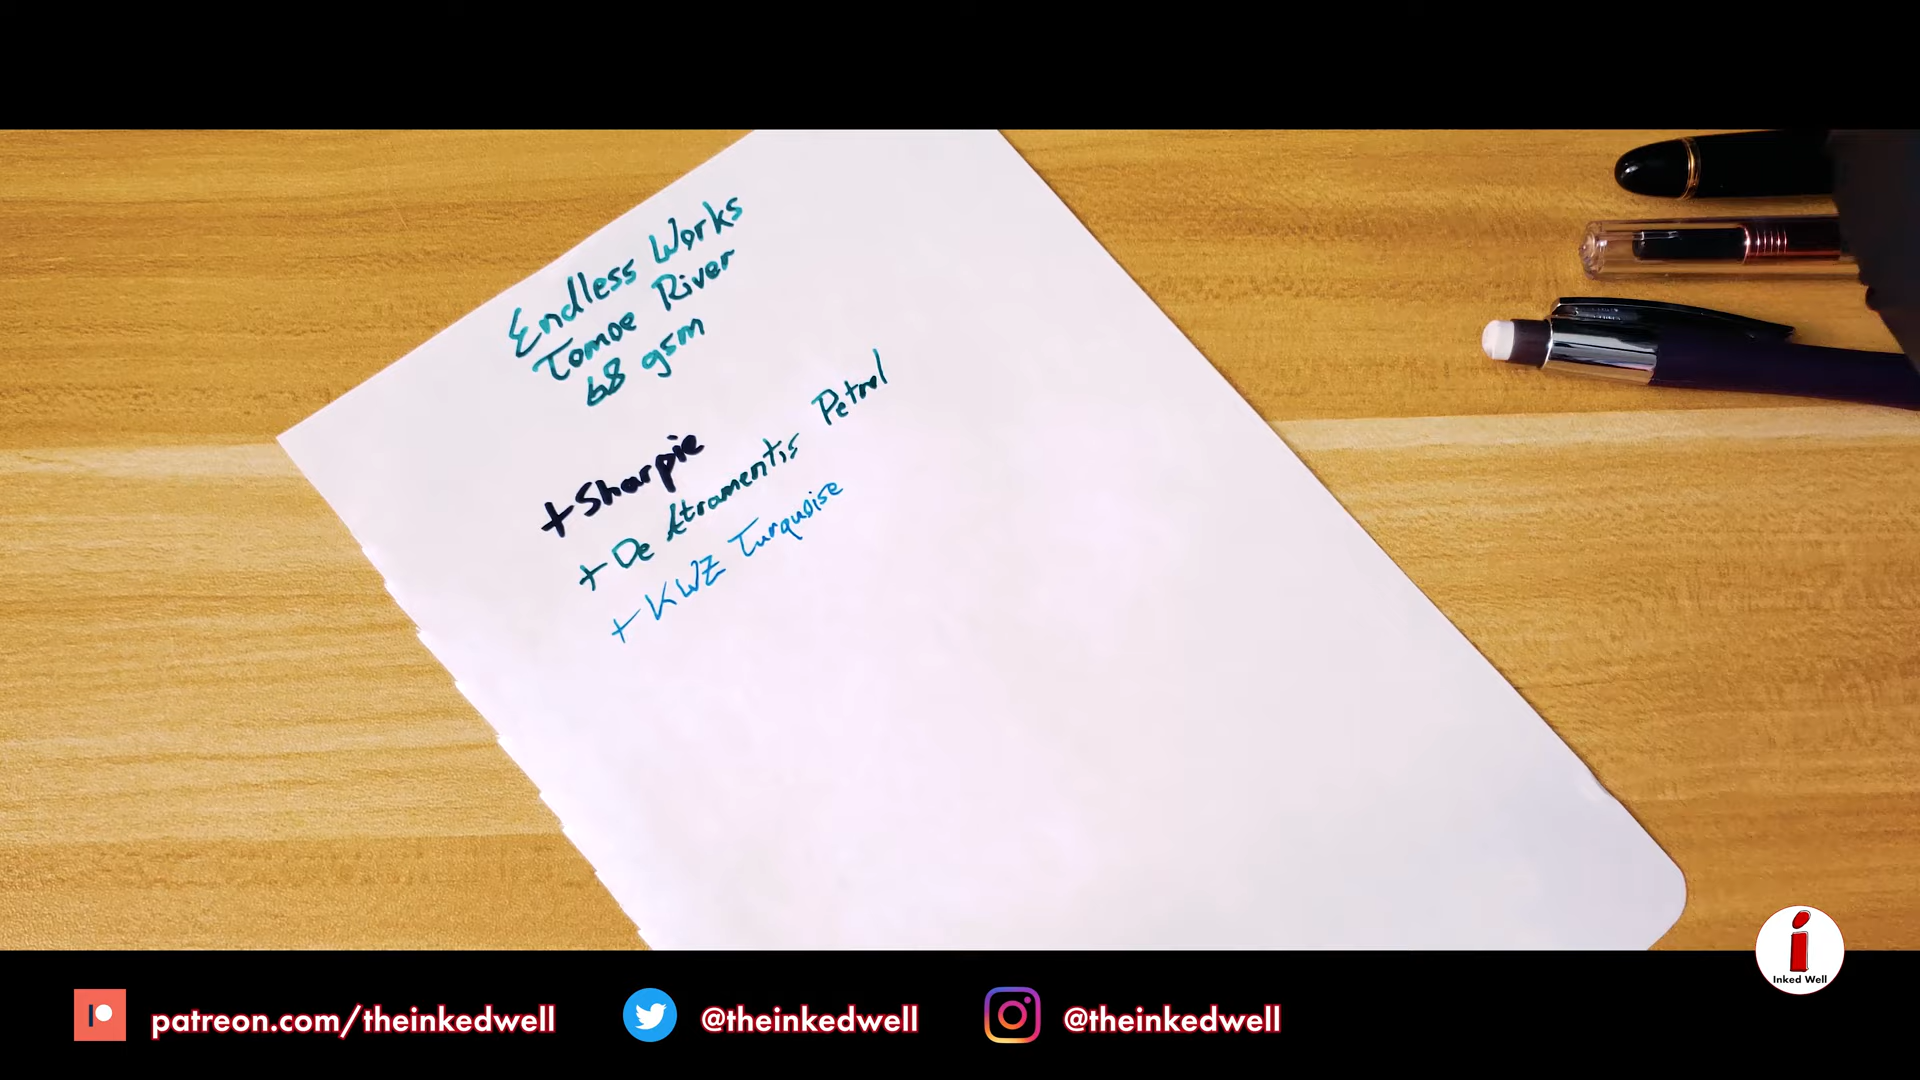 Endless Works
Tomoe River
68 gsm
+ Sharpie
+ De Atramentis Petrol
+ KWZ Turquoise
i
Inked Well
patreon.com/theinkedwell
@theinkedwell
@theinkedwell